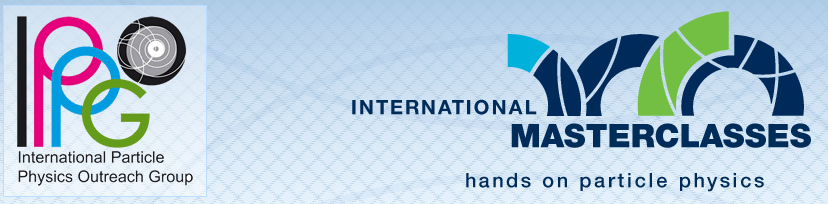 IPPOG
International Particle
Physics Outreach Group
INTERNATIONAL
MASTERCLASSES
hands on particle physics